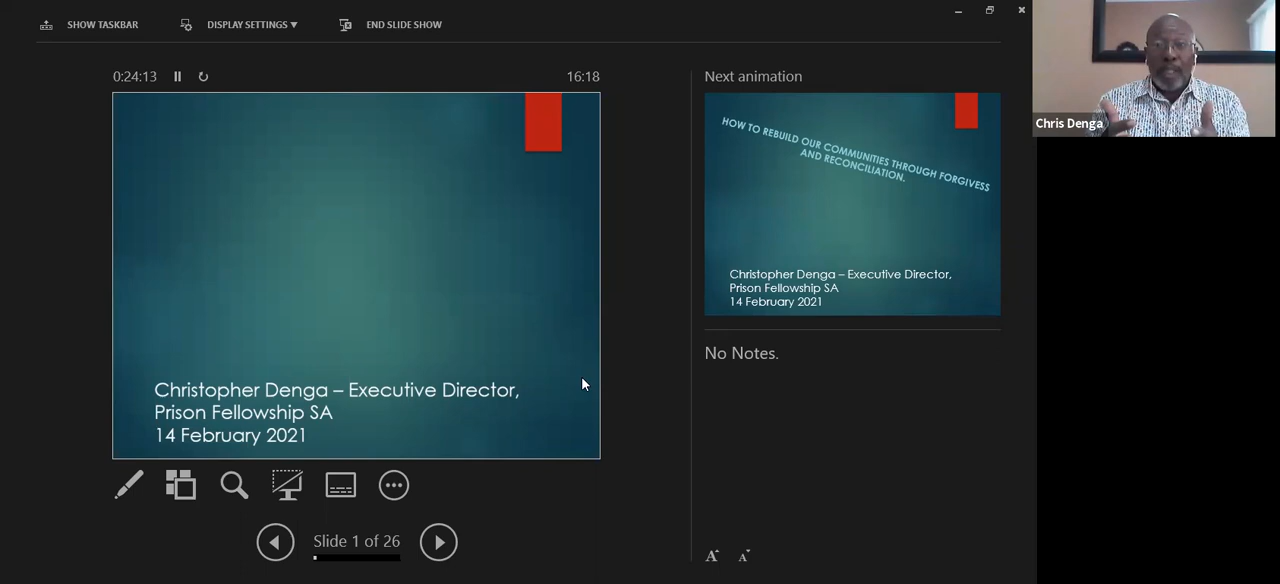 SHOW TASKBAR
DISPLAY SETTINGS ▼
END SLIDE SHOW
0:24:13
16:18
Christopher Denga – Executive Director,
Prison Fellowship SA
14 February 2021
Slide 1 of 26
Next animation
HOW TO REBUILD OUR COMMUNITIES THROUGH FORGIVESS
AND RECONCILIATION.
Christopher Denga – Executive Director,
Prison Fellowship SA
14 February 2021
No Notes.
A
A
Chris Denga